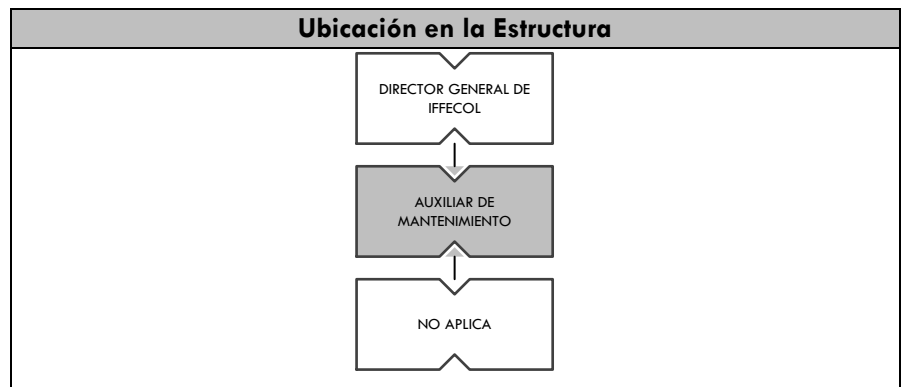 Ubicación en la Estructura
DIRECTOR GENERAL DE
IFFECOL
AUXILIAR DE
MANTENIMIENTO
NO APLICA